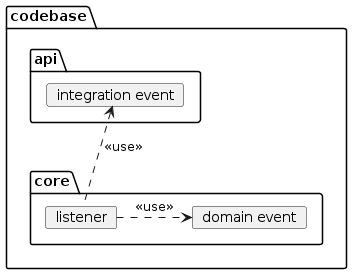 codebase
api
integration event
«use»
core
«use»
listener
domain event